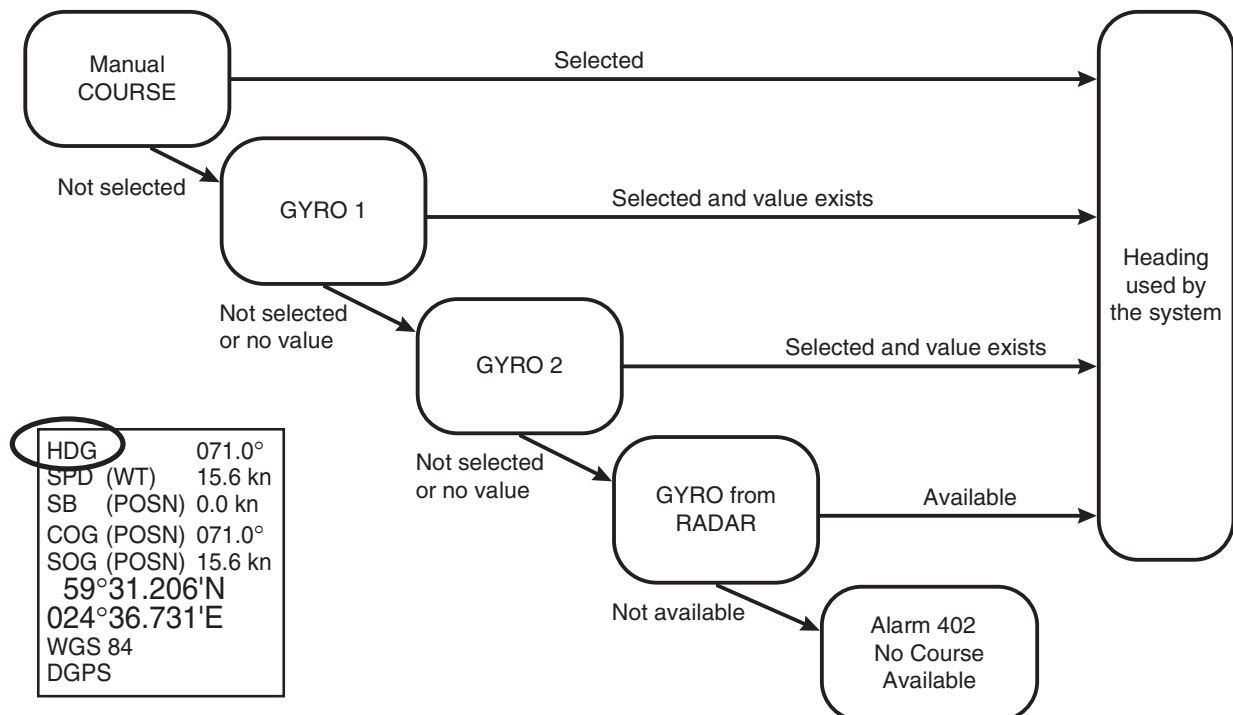 Manual
COURSE
Selected
Not selected
GYRO 1
Selected and value exists
Heading
used by
the system
Not selected
or no value
GYRO 2
Selected and value exists
Not selected
or no value
GYRO from
RADAR
Available
Not available
Alarm 402
No Course
Available
HDG 071.0°
SPD (WT) 15.6 kn
SB (POSN) 0.0 kn
COG (POSN) 071.0°
SOG (POSN) 15.6 kn
59°31.206'N
024°36.731'E
WGS 84
DGPS